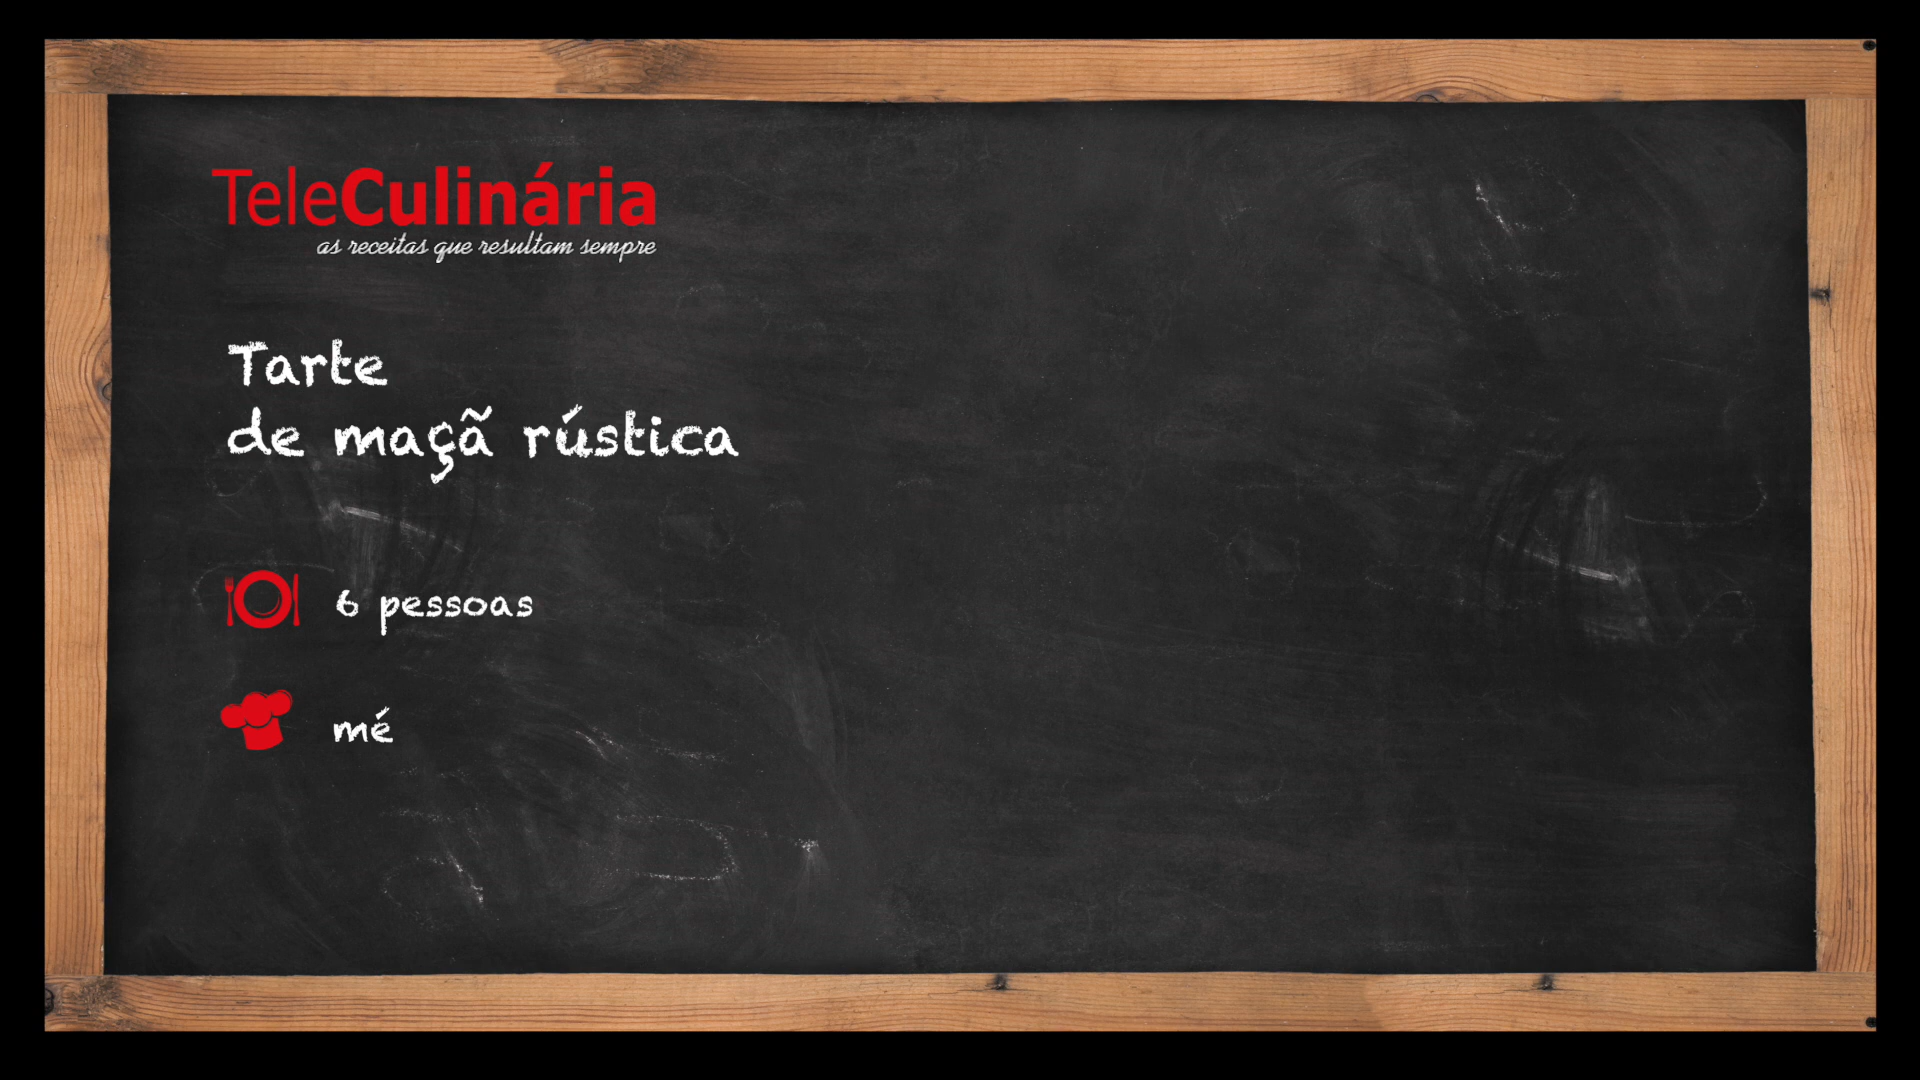 TeleCulinária
as receitas que resultam sempre
Tarte
de maçã rústica
6 pessoas
mé